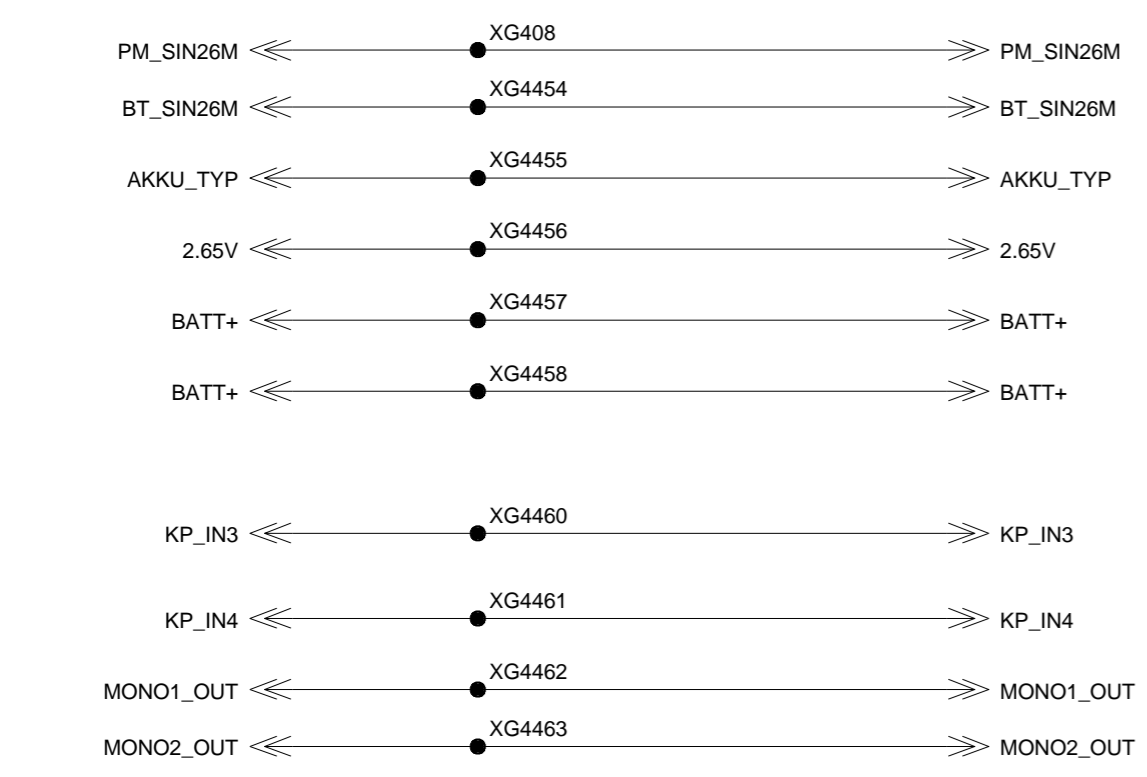 XG408
PM_SIN26M PM_SIN26M
XG4454
BT_SIN26M BT_SIN26M
XG4455
AKKU_TYP AKKU_TYP
XG4456
2.65V 2.65V
XG4457
BATT+ BATT+
XG4458
BATT+ BATT+
XG4460
KP_IN3 KP_IN3
XG4461
KP_IN4 KP_IN4
XG4462
MONO1_OUT MONO1_OUT
XG4463
MONO2_OUT MONO2_OUT